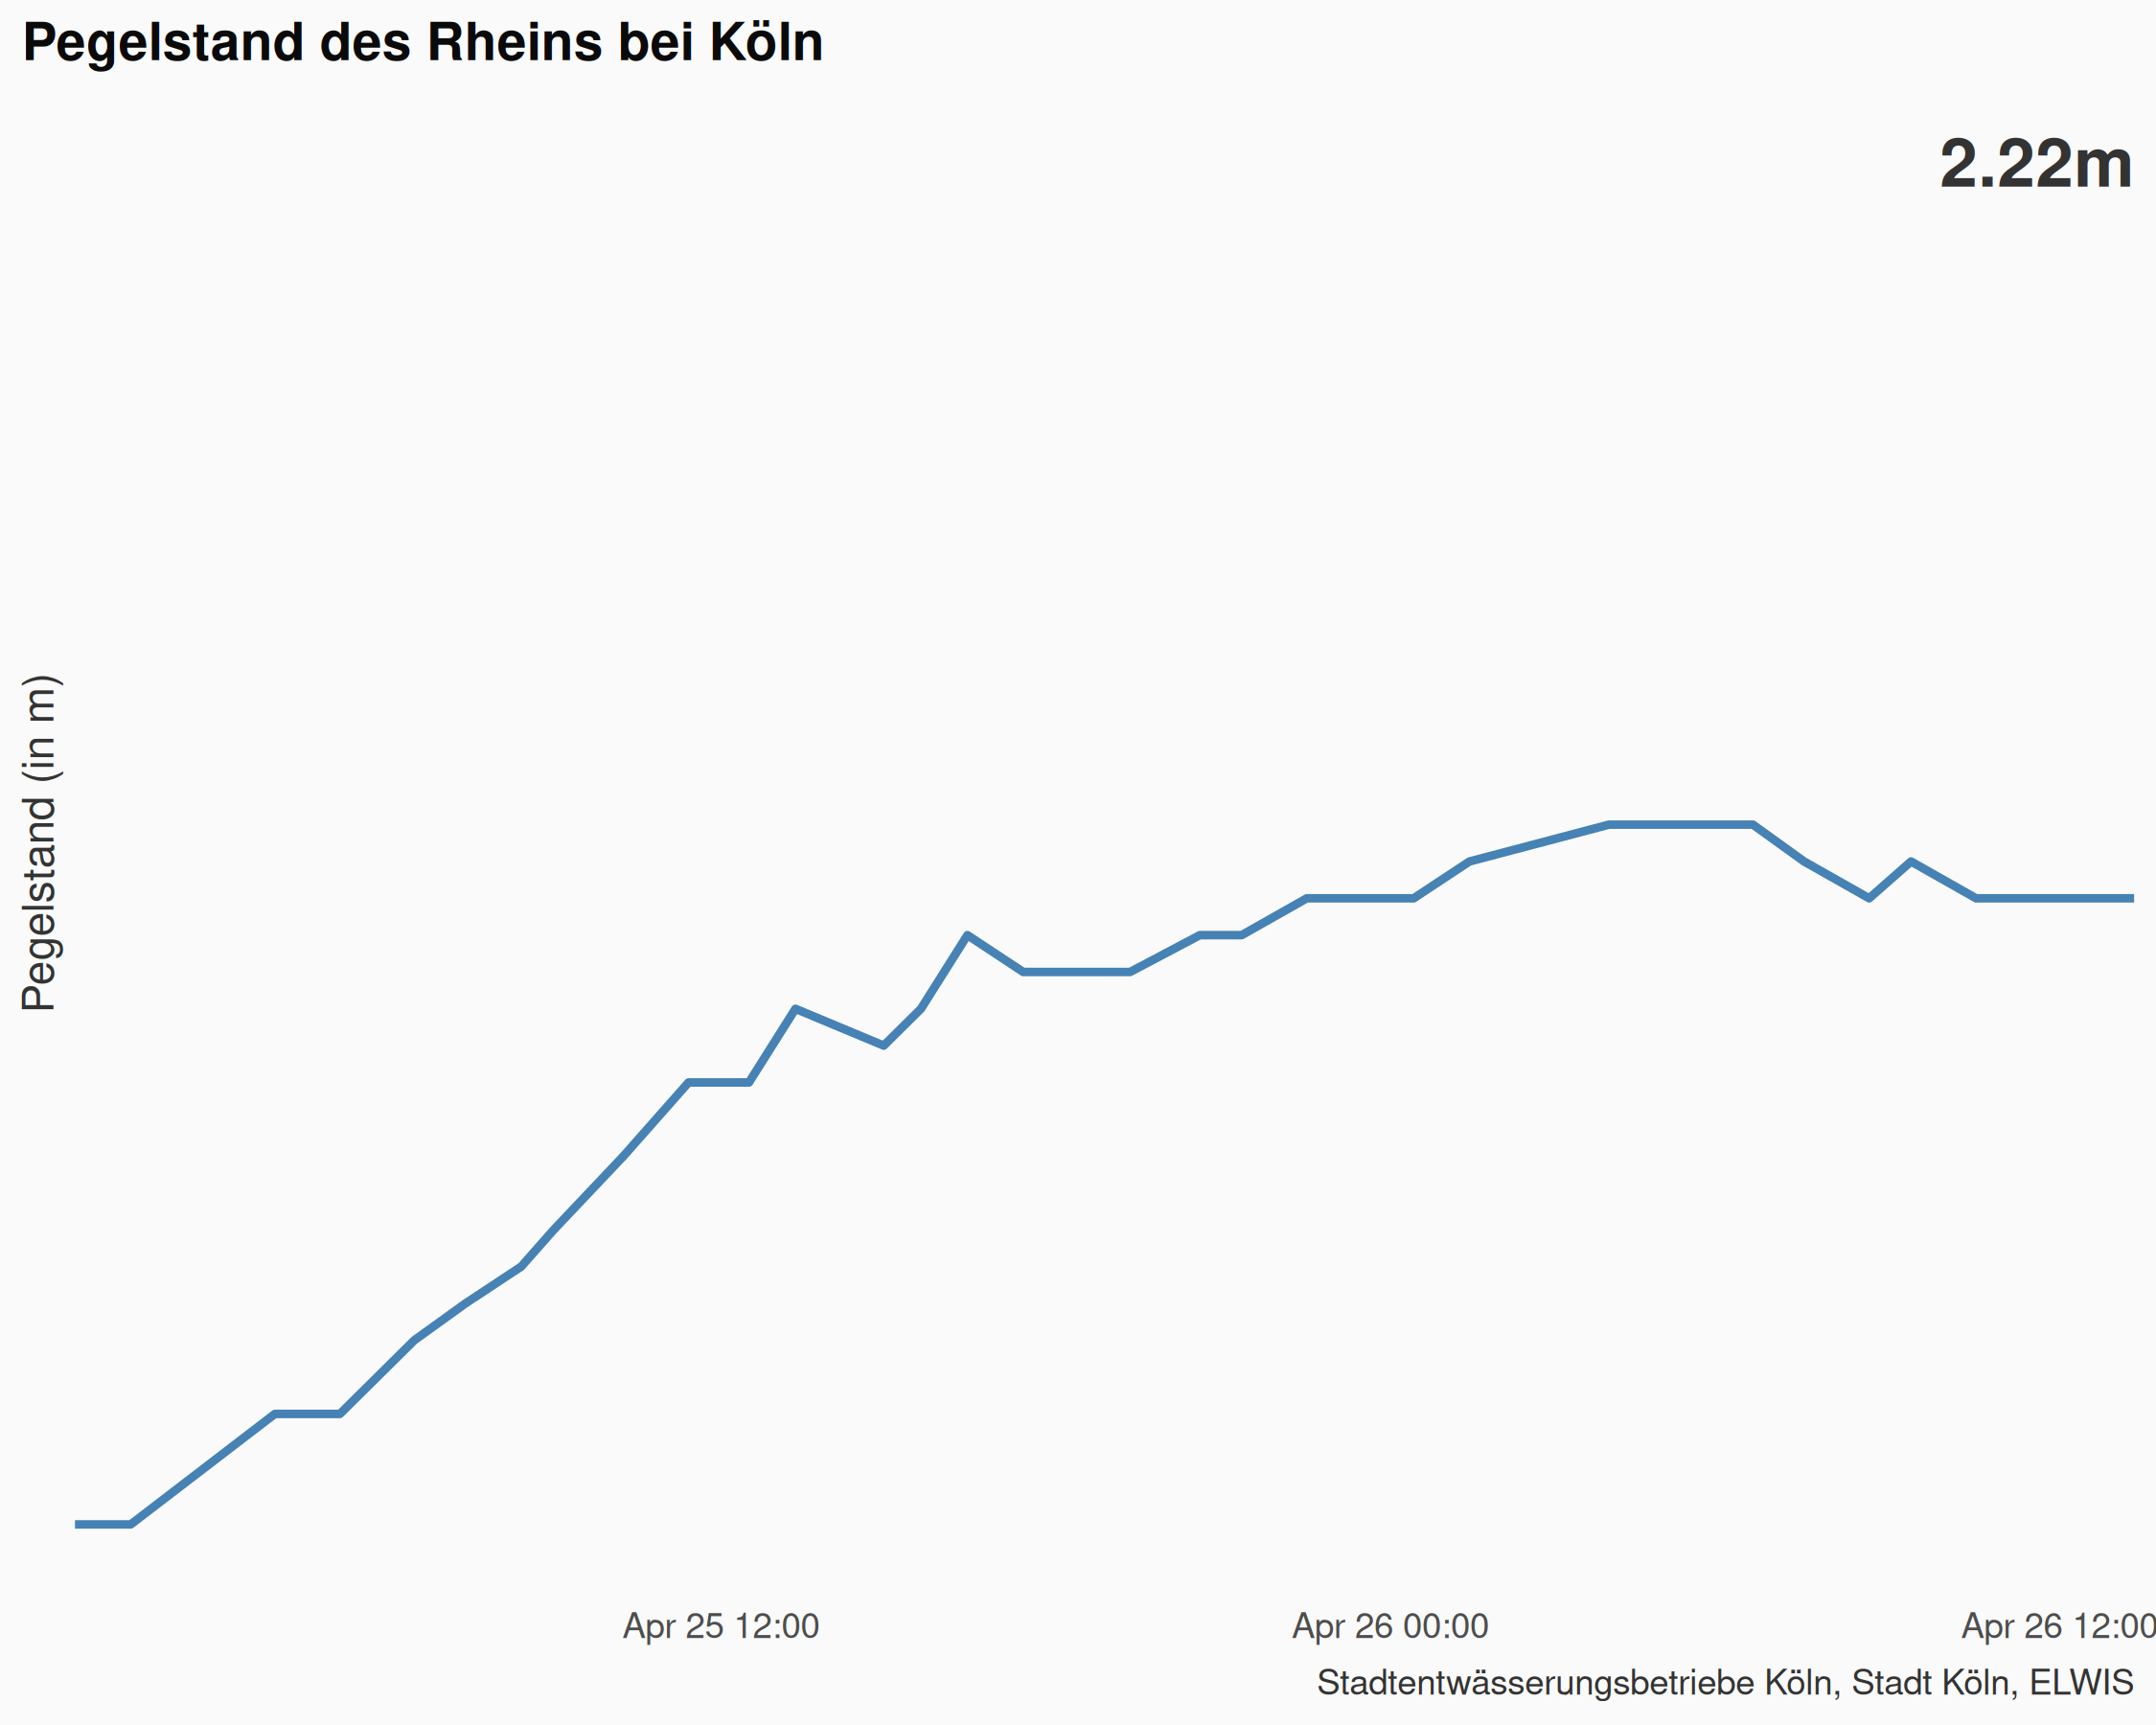 Pegelstand des Rheins bei Köln
2.22m
Pegelstand (in m)
Apr 25 12:00
Apr 26 00:00
Apr 26 12:00
Stadtentwässerungsbetriebe Köln, Stadt Köln, ELWIS